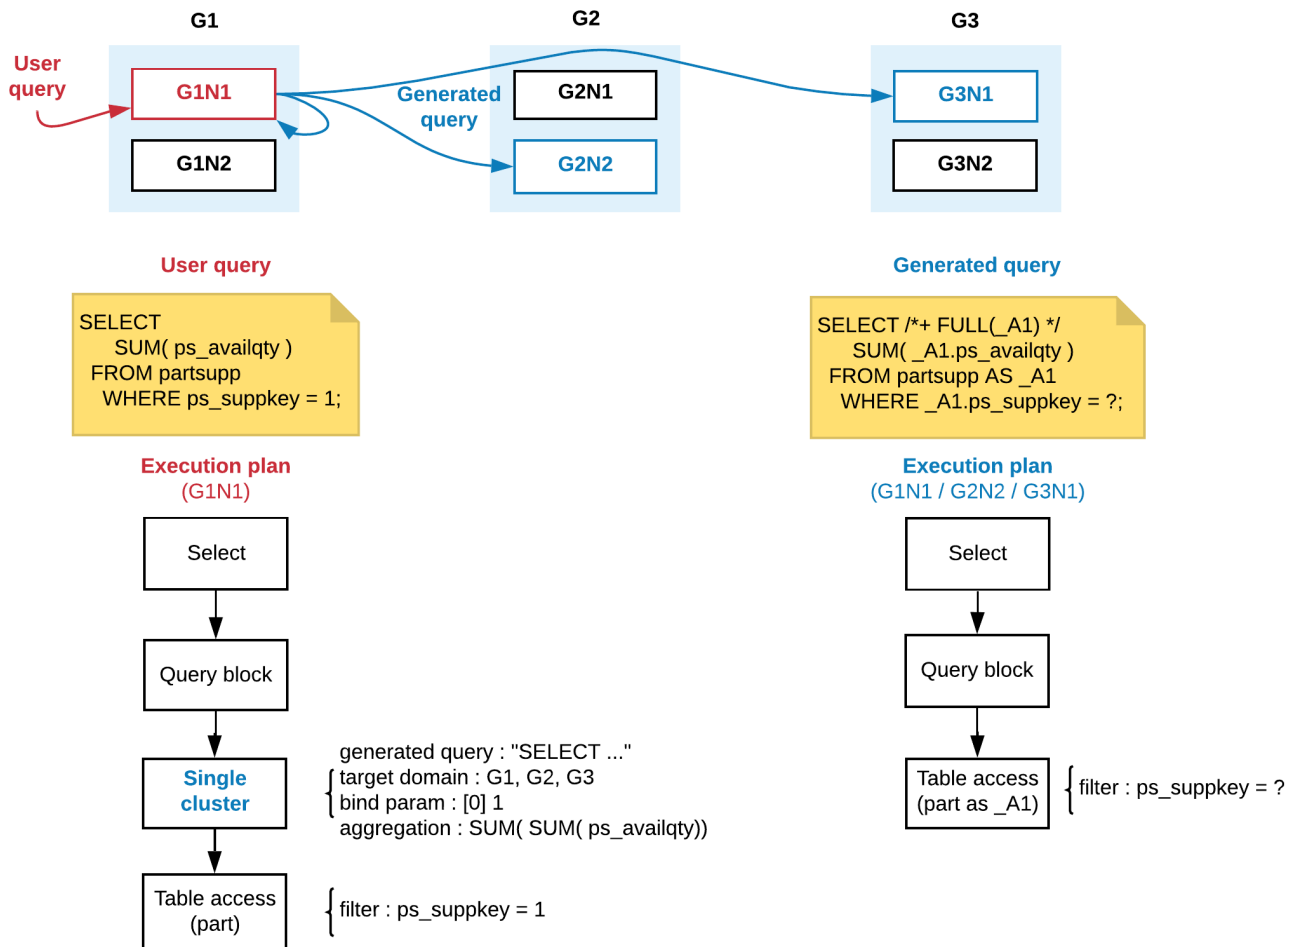 G1
G2
G3
User
query
G1N1
G1N2
Generated
query
G2N1
G2N2
G3N1
G3N2
User query
SELECT
SUM( ps_availqty )
FROM partsupp
WHERE ps_suppkey = 1;
Execution plan
(G1N1)
Select
Query block
Single
cluster
generated query : "SELECT ..."
target domain : G1, G2, G3
bind param : [0] 1
aggregation : SUM( SUM( ps_availqty))
Table access
(part)
filter : ps_suppkey = 1
Generated query
SELECT /*+ FULL(_A1) */
SUM( _A1.ps_availqty )
FROM partsupp AS _A1
WHERE _A1.ps_suppkey = ?;
Execution plan
(G1N1 / G2N2 / G3N1)
Select
Query block
Table access
(part as _A1)
filter : ps_suppkey = ?